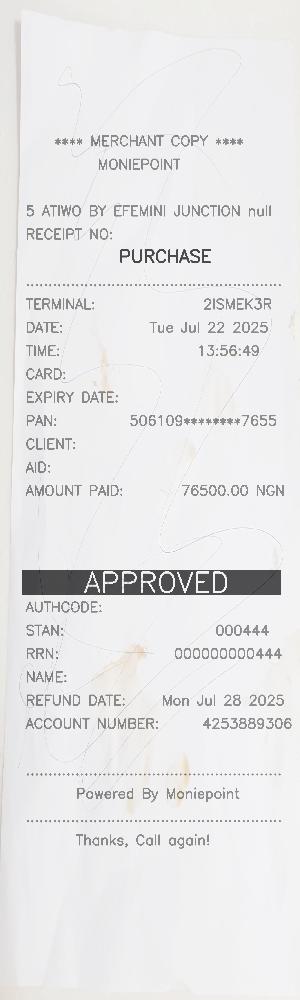 **** MERCHANT COPY ****
MONIEPOINT
5 ATIWO BY EFEMINI JUNCTION null
RECEIPT NO:
PURCHASE
TERMINAL: 2ISMEK3R
DATE: Tue Jul 22 2025
TIME: 13:56:49
CARD:
EXPIRY DATE:
PAN: 506109********7655
CLIENT:
AID:
AMOUNT PAID: 76500.00 NGN
APPROVED
AUTHCODE:
STAN: 000444
RRN: 000000000444
NAME:
REFUND DATE: Mon Jul 28 2025
ACCOUNT NUMBER: 4253889306
Powered By Moniepoint
Thanks, Call again!